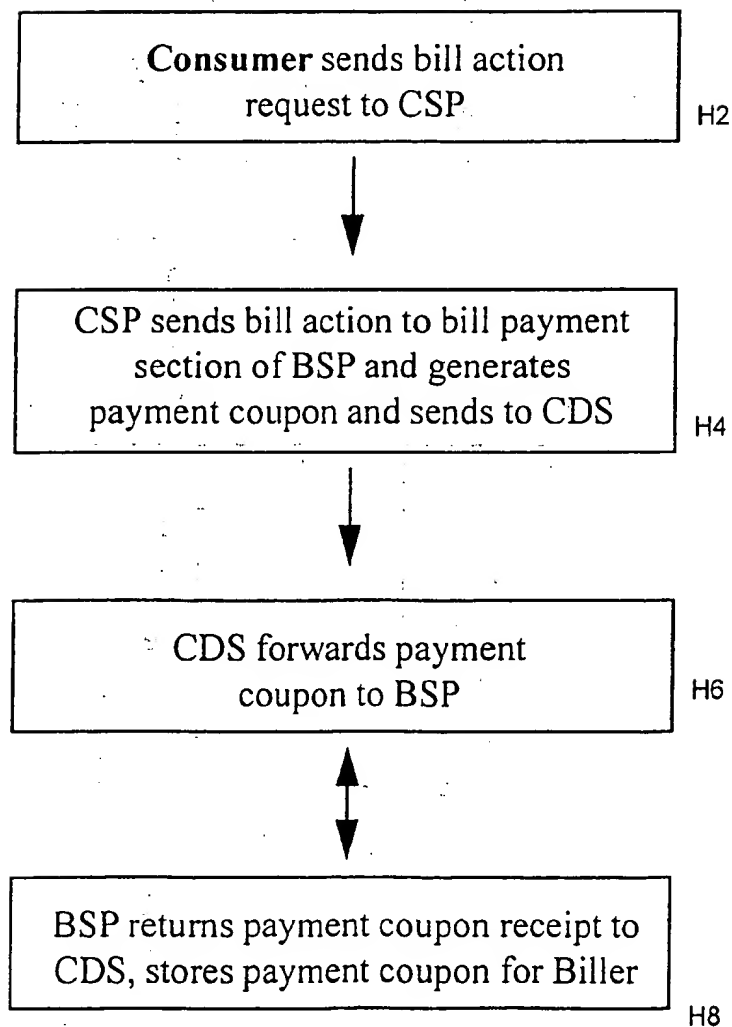 Consumer sends bill action
request to CSP
H2
CSP sends bill action to bill payment
section of BSP and generates
payment coupon and sends to CDS
H4
CDS forwards payment
coupon to BSP
H6
BSP returns payment coupon receipt to
CDS, stores payment coupon for Biller
H8